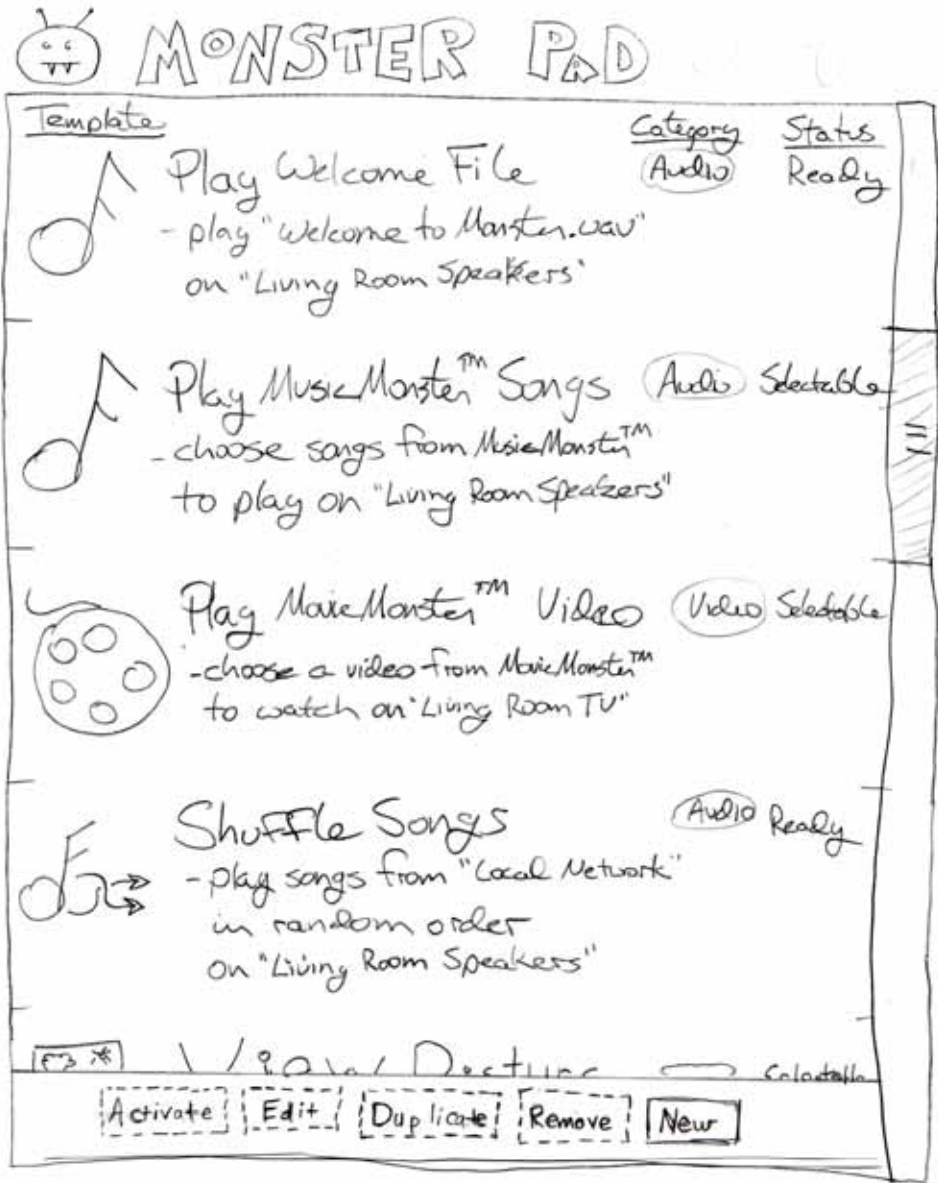 MONSTER PAD
Template Category Status
Play Welcome File Audio Ready
- play "Welcome to Monster.wav"
on "Living Room Speakers"
Play MusicMonster™ Songs Audio Selectable
- choose songs from MusicMonster™
to play on "Living Room Speakers"
Play MovieMonster™ Video Video Selectable
- choose a video from MovieMonster™
to watch on "Living Room TV"
Shuffle Songs Audio Ready
- play songs from "Local Network"
in random order
on "Living Room Speakers"
View Picture Selectable
Activate Edit Duplicate Remove New